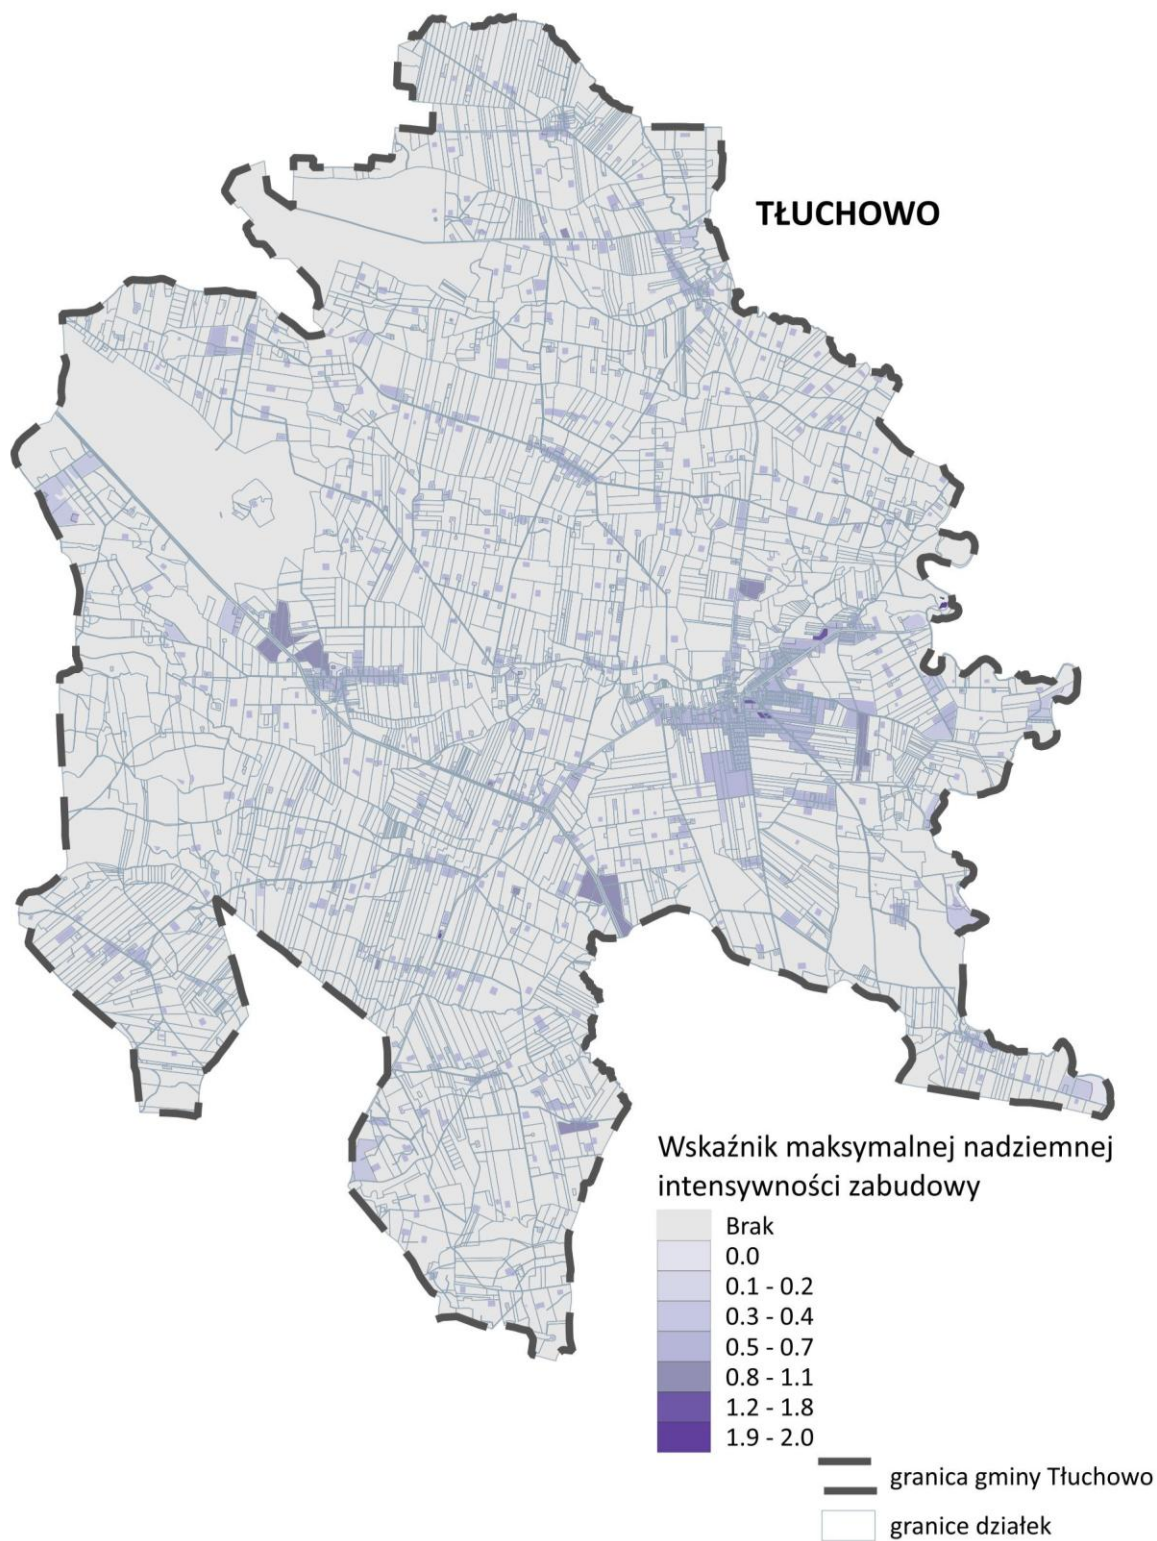 TŁUCHOWO
Wskaźnik maksymalnej nadziemnej
intensywności zabudowy
Brak
0.0
0.1 - 0.2
0.3 - 0.4
0.5 - 0.7
0.8 - 1.1
1.2 - 1.8
1.9 - 2.0
granica gminy Tłuchowo
granice działek